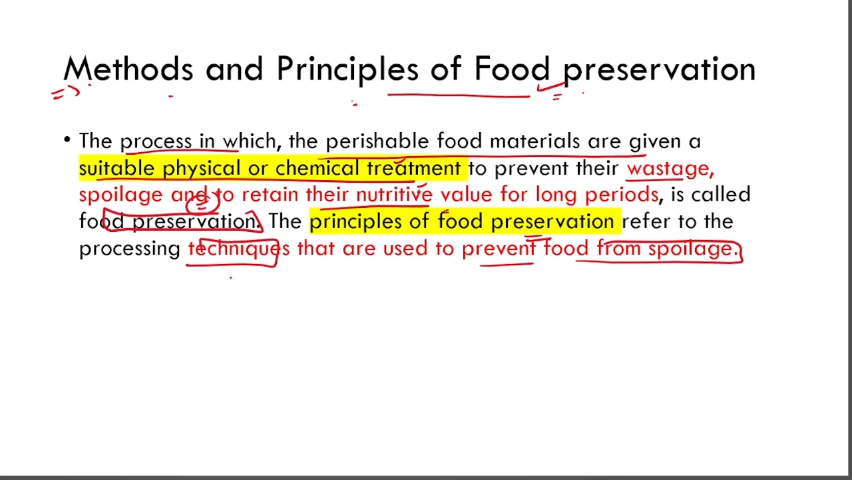 Methods and Principles of Food preservation
• The process in which, the perishable food materials are given a
suitable physical or chemical treatment to prevent their wastage,
spoilage and to retain their nutritive value for long periods, is called
food preservation. The principles of food preservation refer to the
processing techniques that are used to prevent food from spoilage.